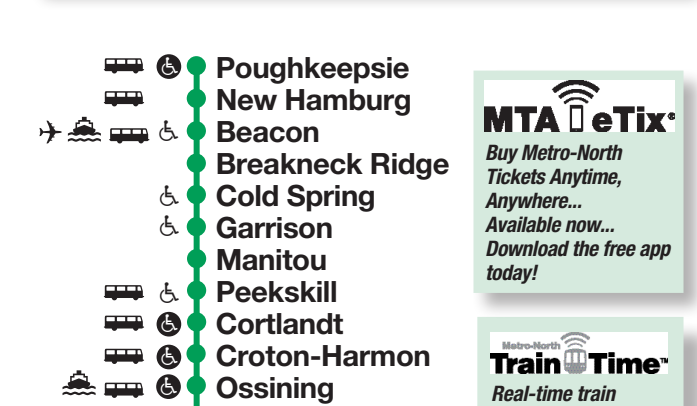 Poughkeepsie
New Hamburg
Beacon
Breakneck Ridge
Cold Spring
Garrison
Manitou
Peekskill
Cortlandt
Croton-Harmon
Ossining
MTA eTix®
Buy Metro-North
Tickets Anytime,
Anywhere...
Available now...
Download the free app
today!
Metro-North
Train Time™
Real-time train